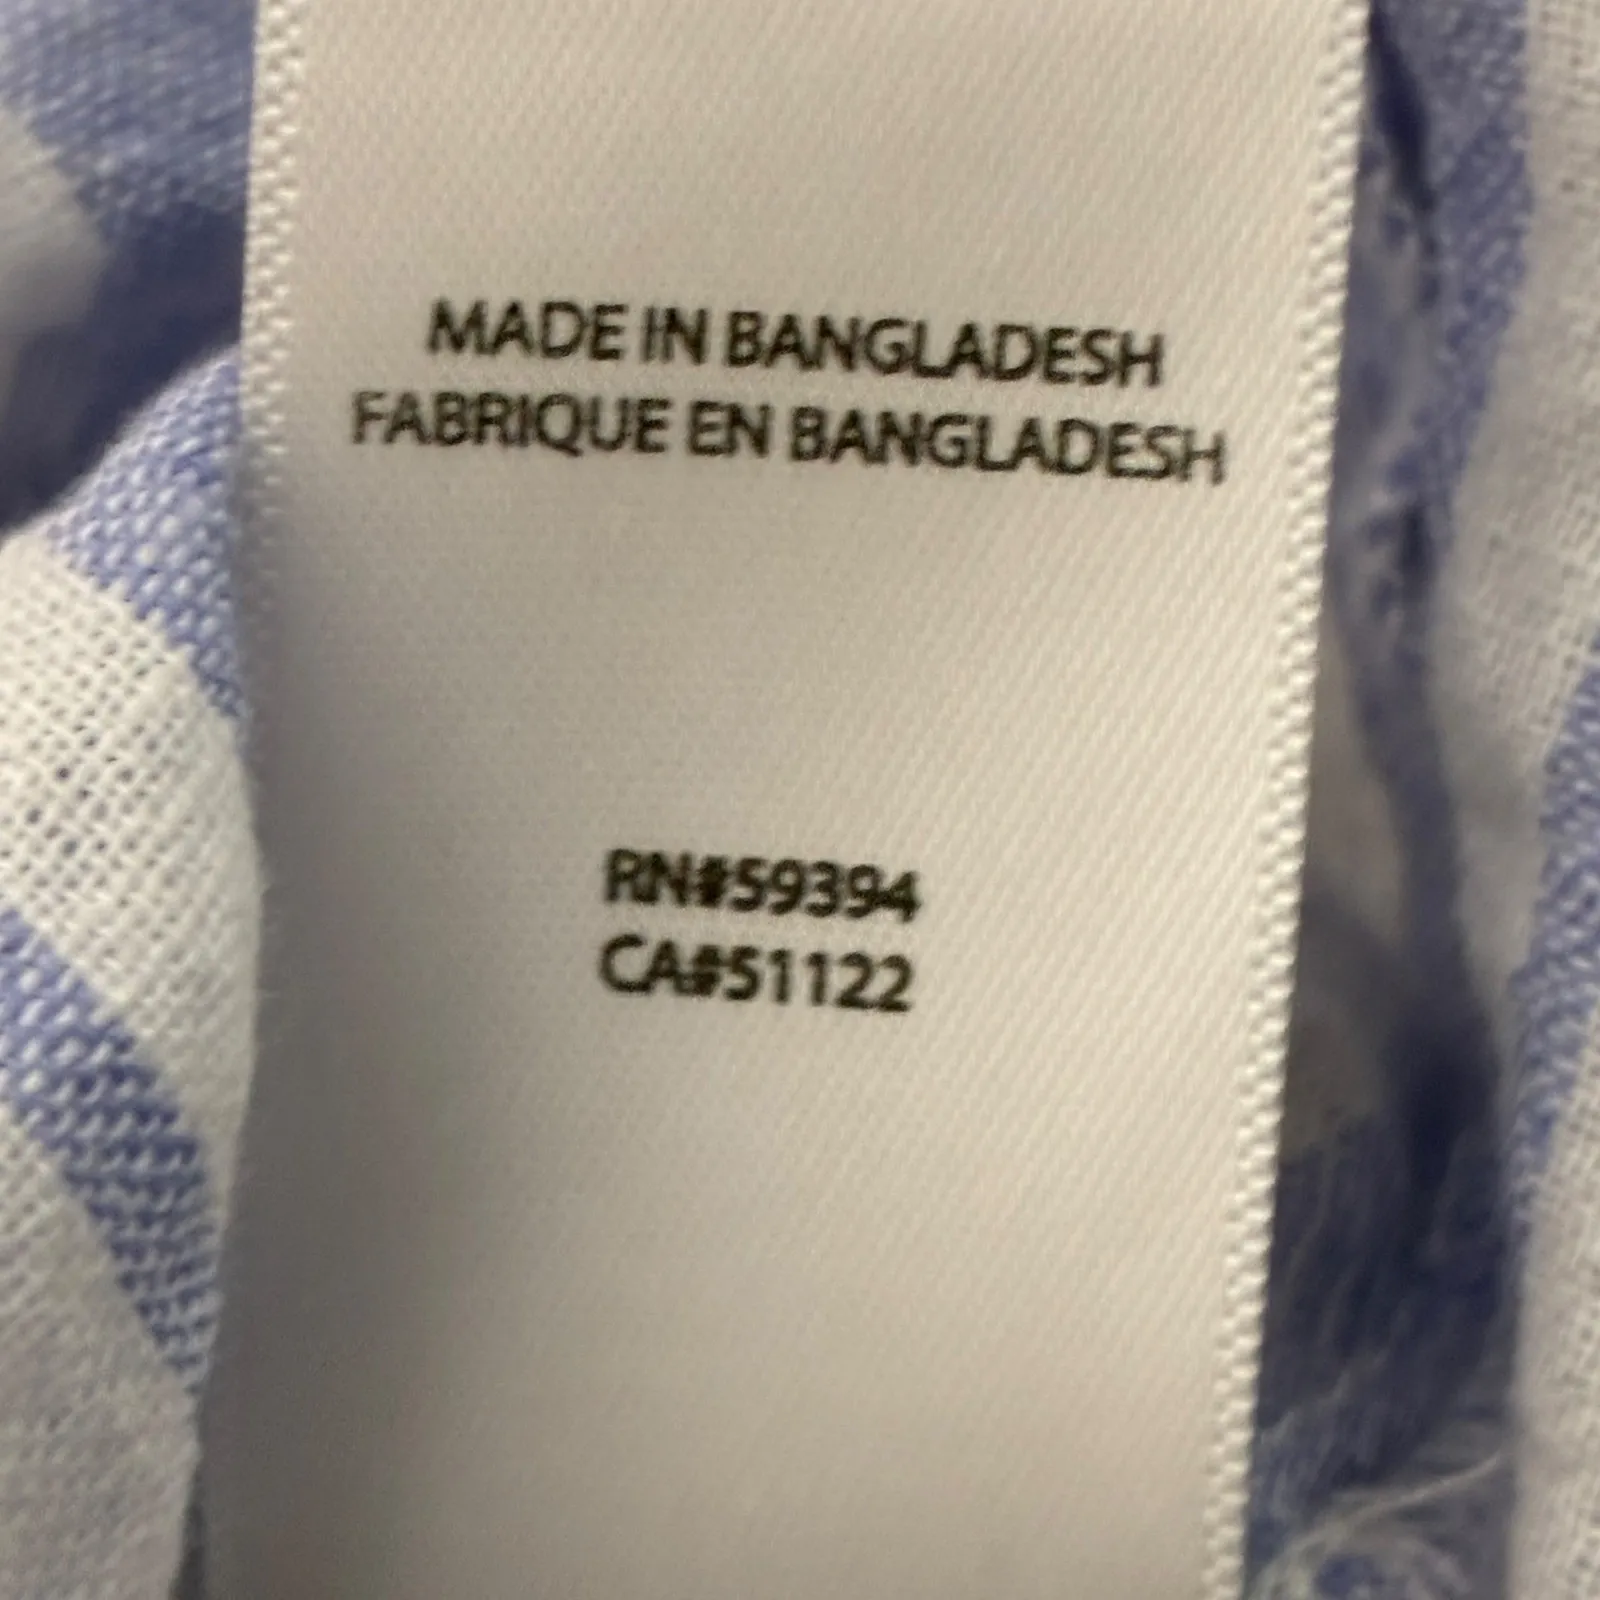 MADE IN BANGLADESH
FABRIQUE EN BANGLADESH
RN#59394
CA#51122